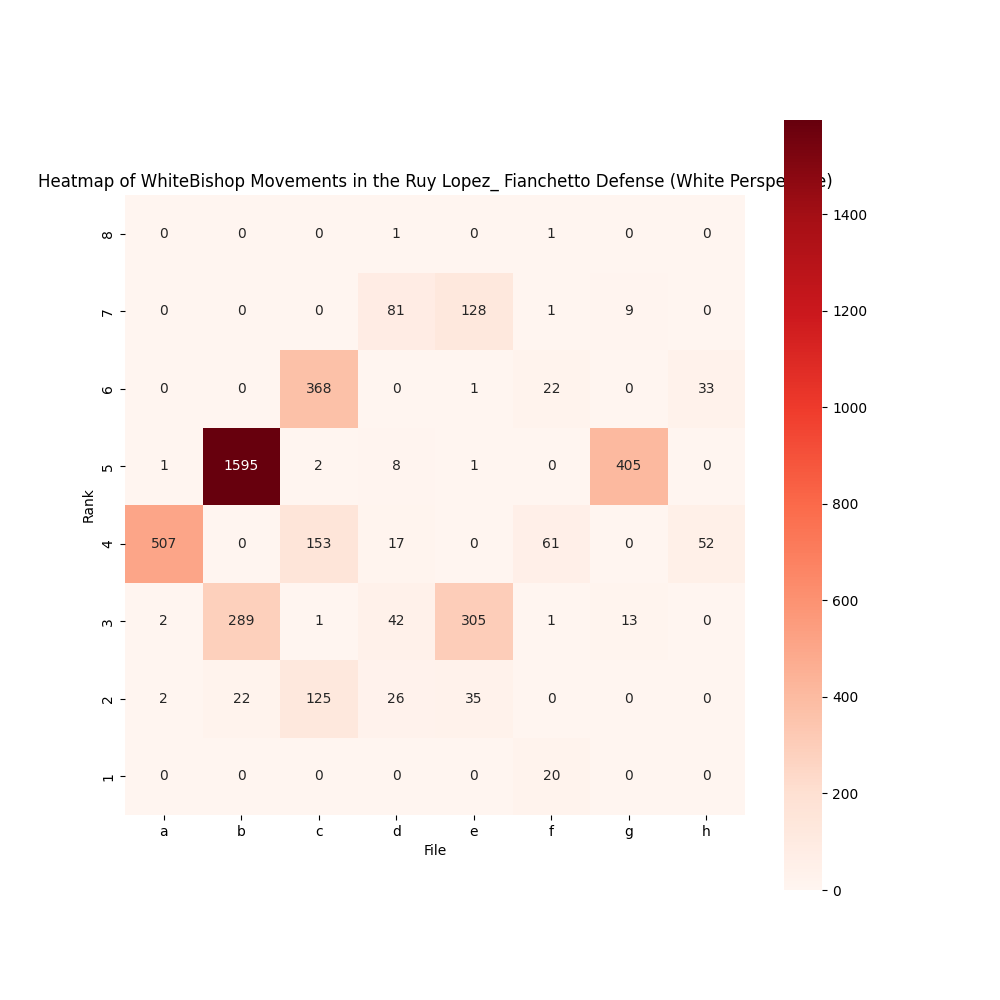 Heatmap of WhiteBishop Movements in the Ruy Lopez_ Fianchetto Defense (White Perspe e)
8 0 0 0 1 0 1 0 0
7 0 0 0 81 128 1 9 0
6 0 0 368 0 1 22 0 33
5 1 1595 2 8 1 0 405 0
Rank
4 507 0 153 17 0 61 0 52
3 2 289 1 42 305 1 13 0
2 2 22 125 26 35 0 0 0
1 0 0 0 0 0 20 0 0
a b c d e f g h
File
1400
1200
1000
800
600
400
200
0